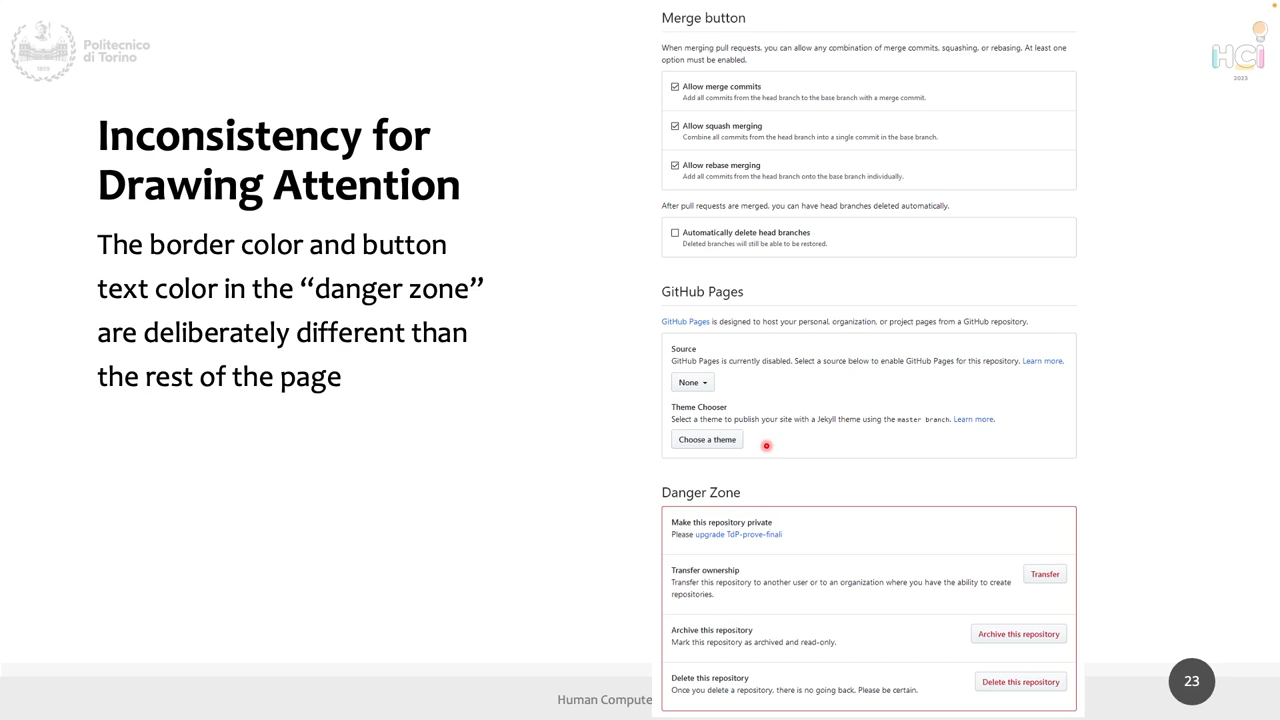 Politecnico
di Torino
1859
HCI
2023
Inconsistency for
Drawing Attention
The border color and button
text color in the “danger zone”
are deliberately different than
the rest of the page
Merge button
When merging pull requests, you can allow any combination of merge commits, squashing, or rebasing. At least one
option must be enabled.
Allow merge commits
Add all commits from the head branch to the base branch with a merge commit.
Allow squash merging
Combine all commits from the head branch into a single commit in the base branch.
Allow rebase merging
Add all commits from the head branch onto the base branch individually.
After pull requests are merged, you can have head branches deleted automatically.
Automatically delete head branches
Deleted branches will still be able to be restored.
GitHub Pages
GitHub Pages is designed to host your personal, organization, or project pages from a GitHub repository.
Source
GitHub Pages is currently disabled. Select a source below to enable GitHub Pages for this repository. Learn more.
None
Theme Chooser
Select a theme to publish your site with a Jekyll theme using the master branch. Learn more.
Choose a theme
Danger Zone
Make this repository private
Please upgrade TdP-prove-finali
Transfer ownership
Transfer this repository to another user or to an organization where you have the ability to create
repositories.
Transfer
Archive this repository
Mark this repository as archived and read-only.
Archive this repository
Delete this repository
Once you delete a repository, there is no going back. Please be certain.
Delete this repository
Human Compute
23